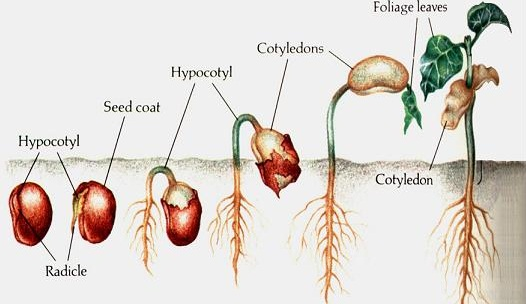 Foliage leaves
Cotyledons
Hypocotyl
Seed coat
Hypocotyl
Cotyledon
Radicle